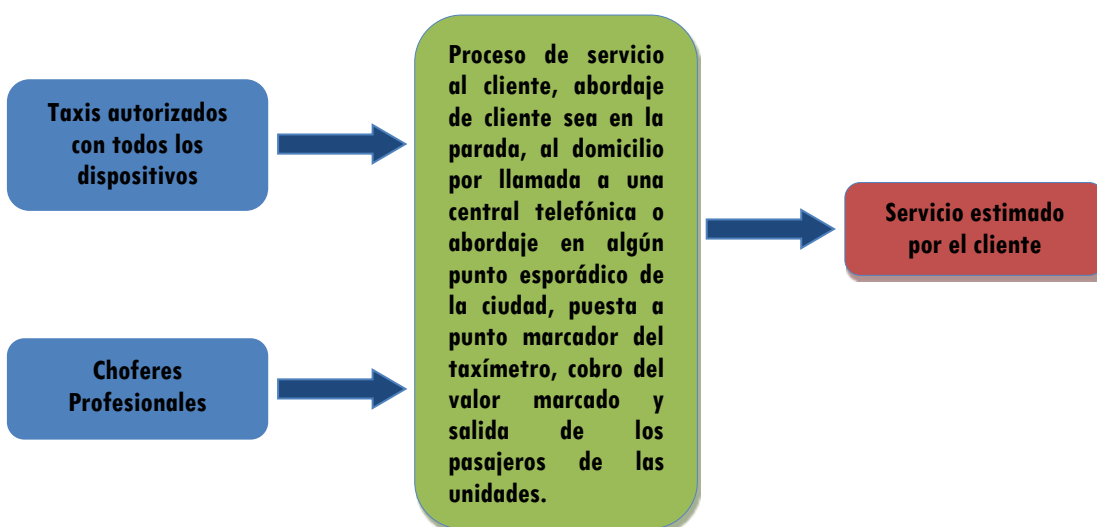 Taxis autorizados
con todos los
dispositivos
Choferes
Profesionales
Proceso de servicio
al cliente, abordaje
de cliente sea en la
parada, al domicilio
por llamada a una
central telefónica o
abordaje en algún
punto esporádico de
la ciudad, puesta a
punto marcador del
taxímetro, cobro del
valor marcado y
salida de los
pasajeros de las
unidades.
Servicio estimado
por el cliente